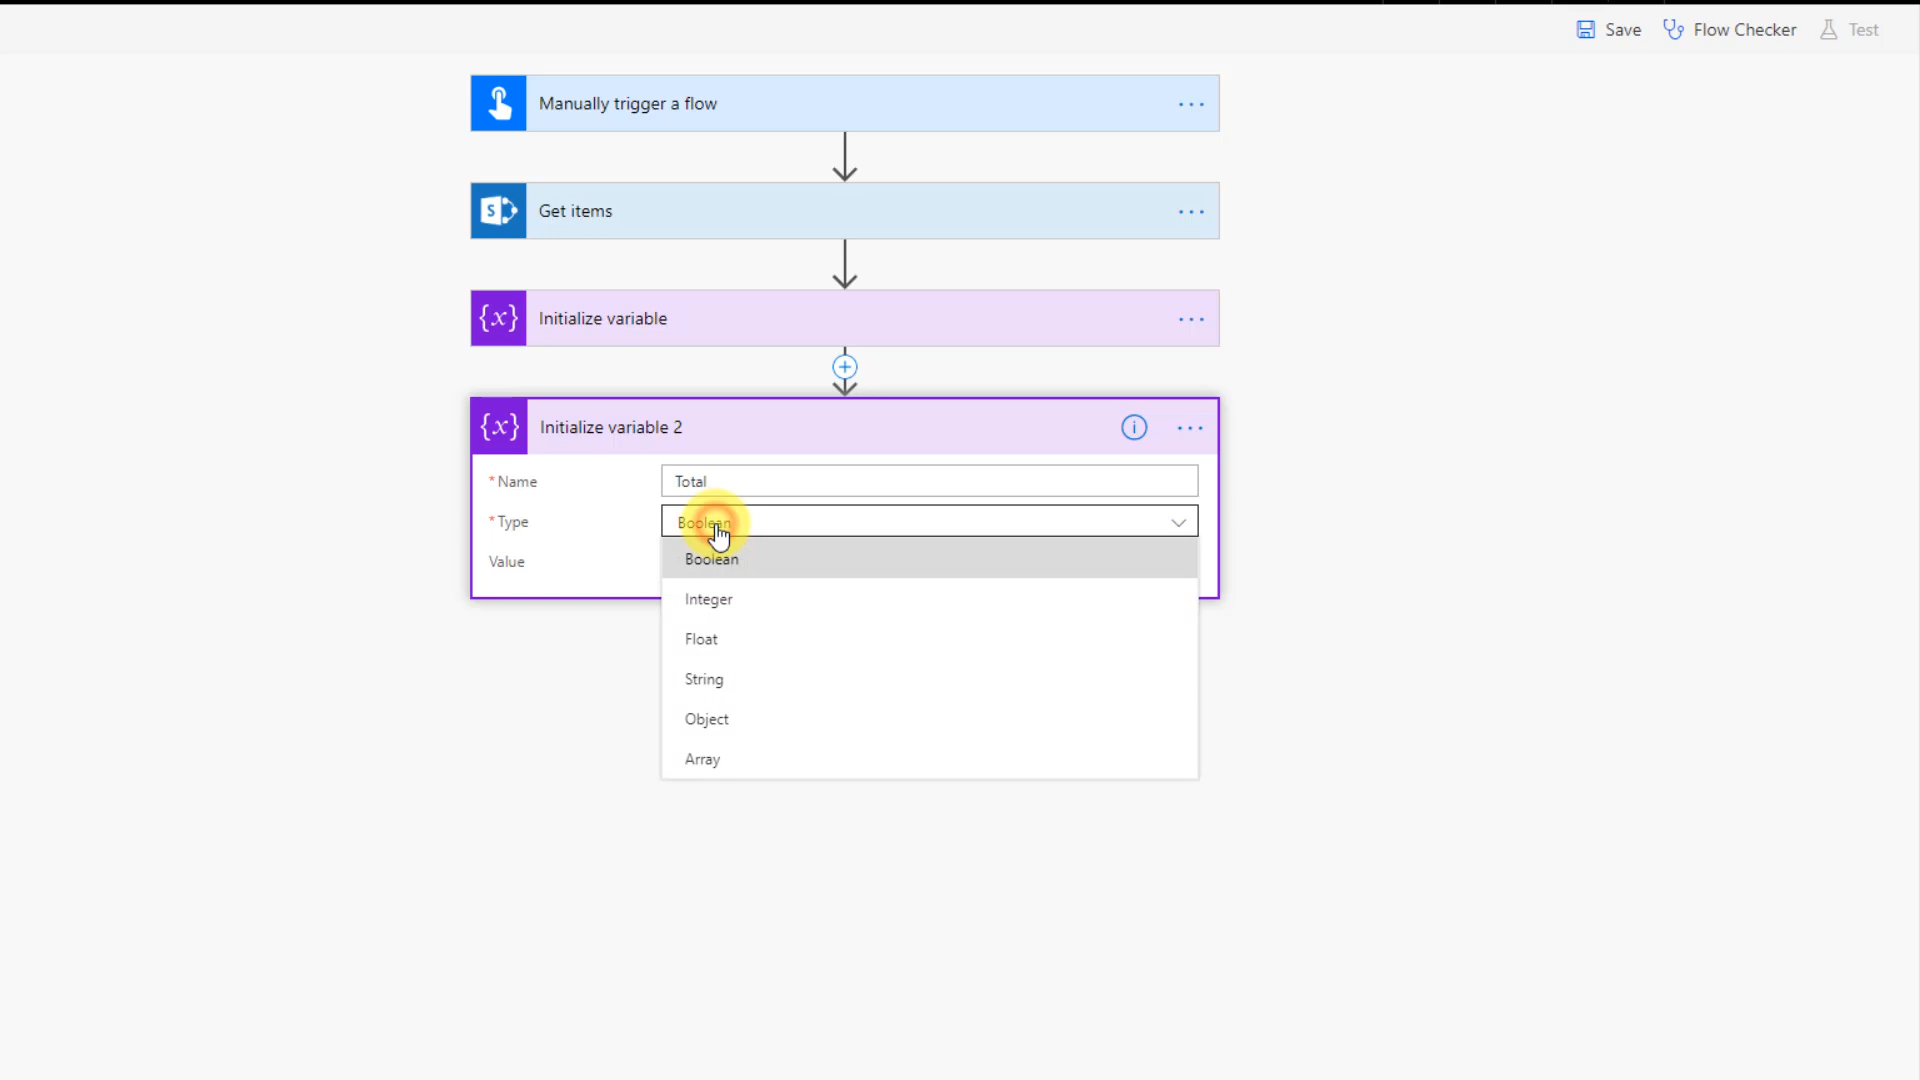 Save Flow Checker Test
Manually trigger a flow
S Get items
{x} Initialize variable
{x} Initialize variable 2
* Name Total
* Type Boolean
Value
Boolean
Integer
Float
String
Object
Array